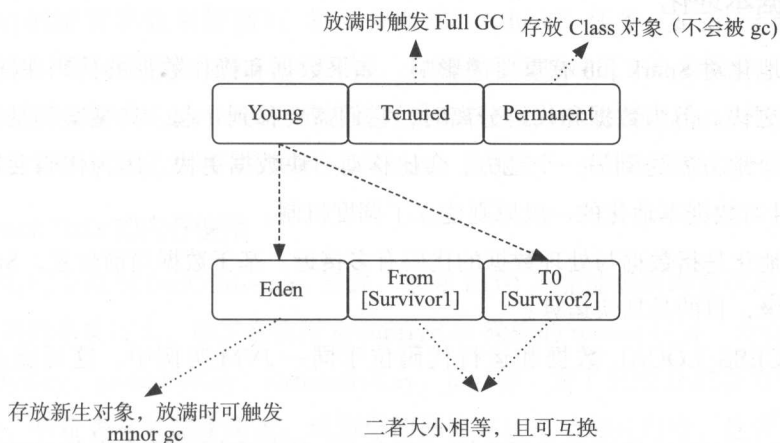 放满时触发 Full GC
存放 Class 对象（不会被 gc)
Young
Tenured
Permanent
Eden
From
[Survivor1]
T0
[Survivor2]
存放新生对象，放满时可触发
minor gc
二者大小相等，且可互换